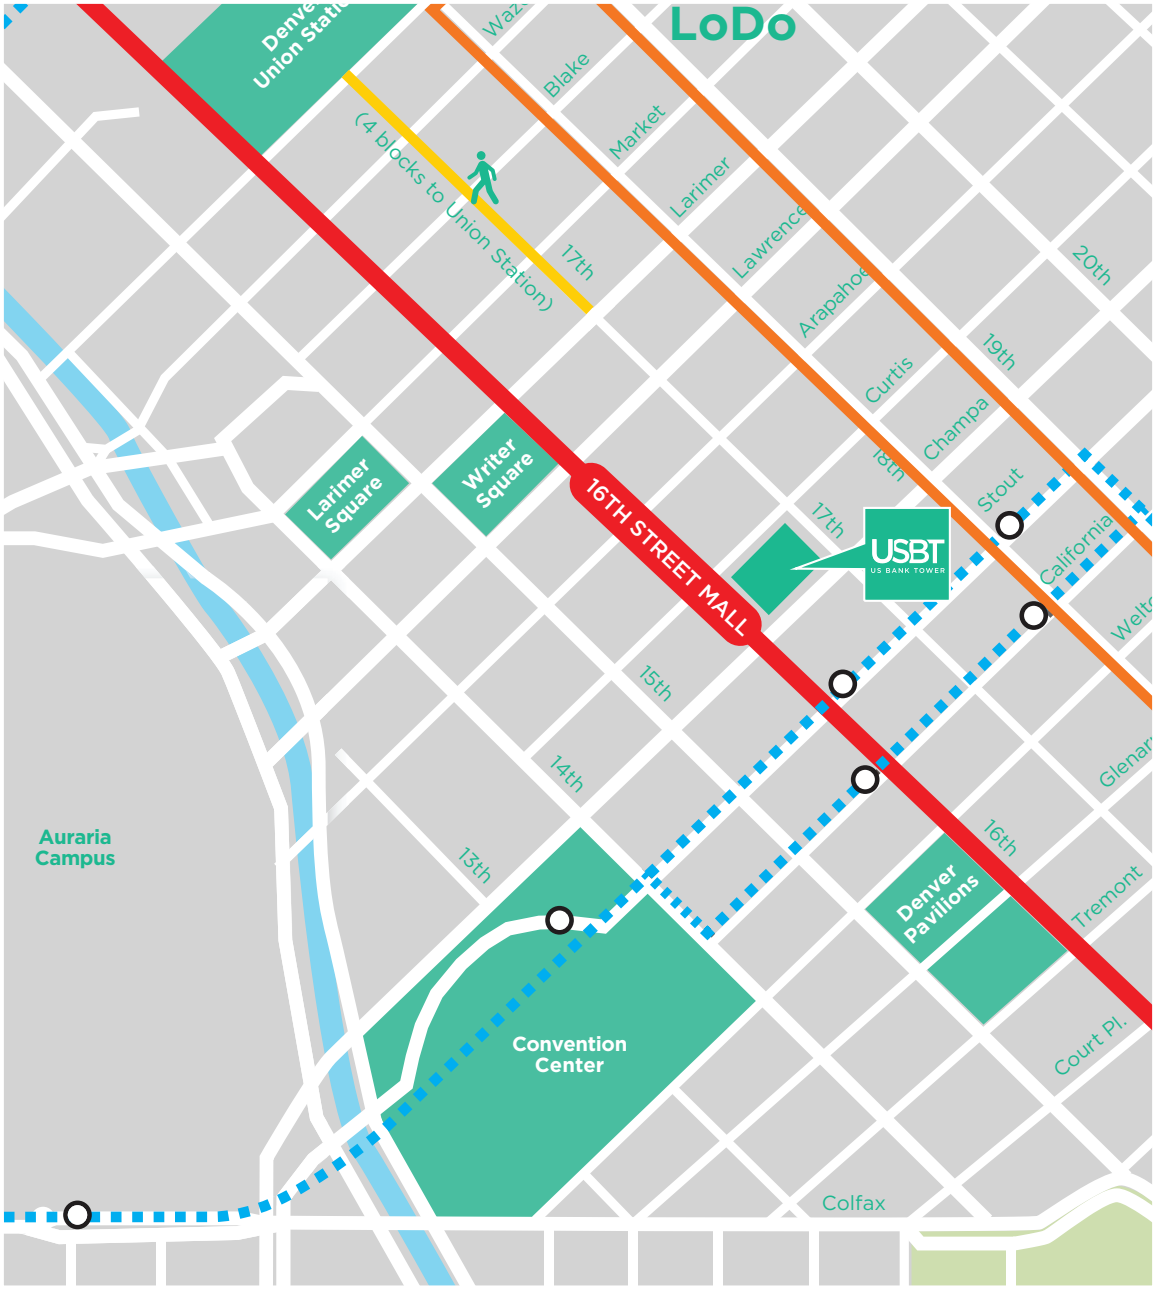 LoDo
Denver
Union Station
Blake
Market
(4 blocks to Union Station)
Larimer
Lawrence
17th
20th
Arapahoe
19th
Curtis
Champa
18th
Larimer
Square
Writer
Square
16TH STREET MALL
17th
Stout
USBT
US BANK TOWER
California
15th
14th
13th
Auraria
Campus
16th
Denver
Pavilions
Tremont
Convention
Center
Court Pl.
Colfax